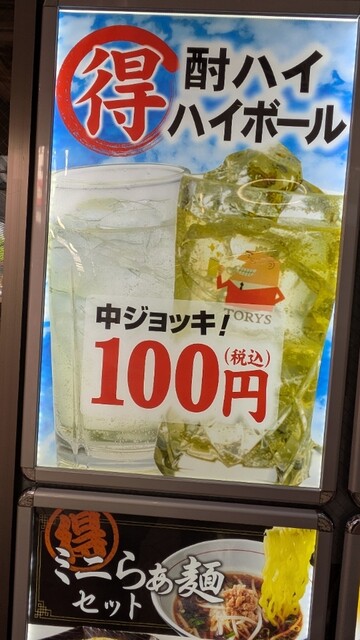 得
酎ハイ
ハイボール
TORYS
中ジョッキ!
100円
(税込)
得
ミニらぁ麺
セット